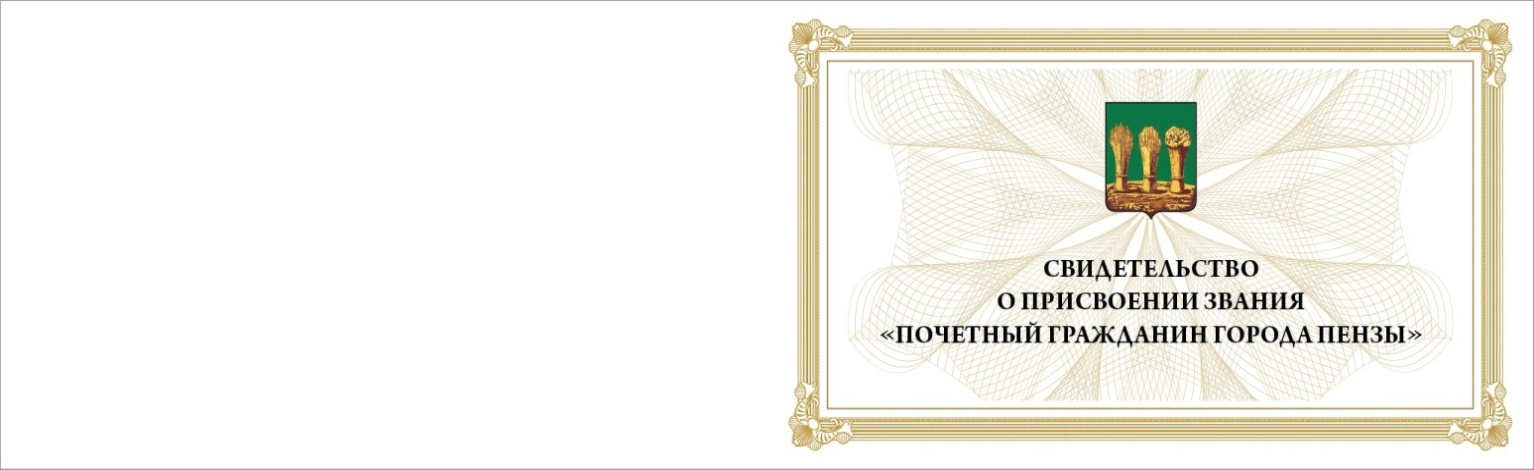 СВИДЕТЕЛЬСТВО
О ПРИСВОЕНИИ ЗВАНИЯ
«ПОЧЕТНЫЙ ГРАЖДАНИН ГОРОДА ПЕНЗЫ»